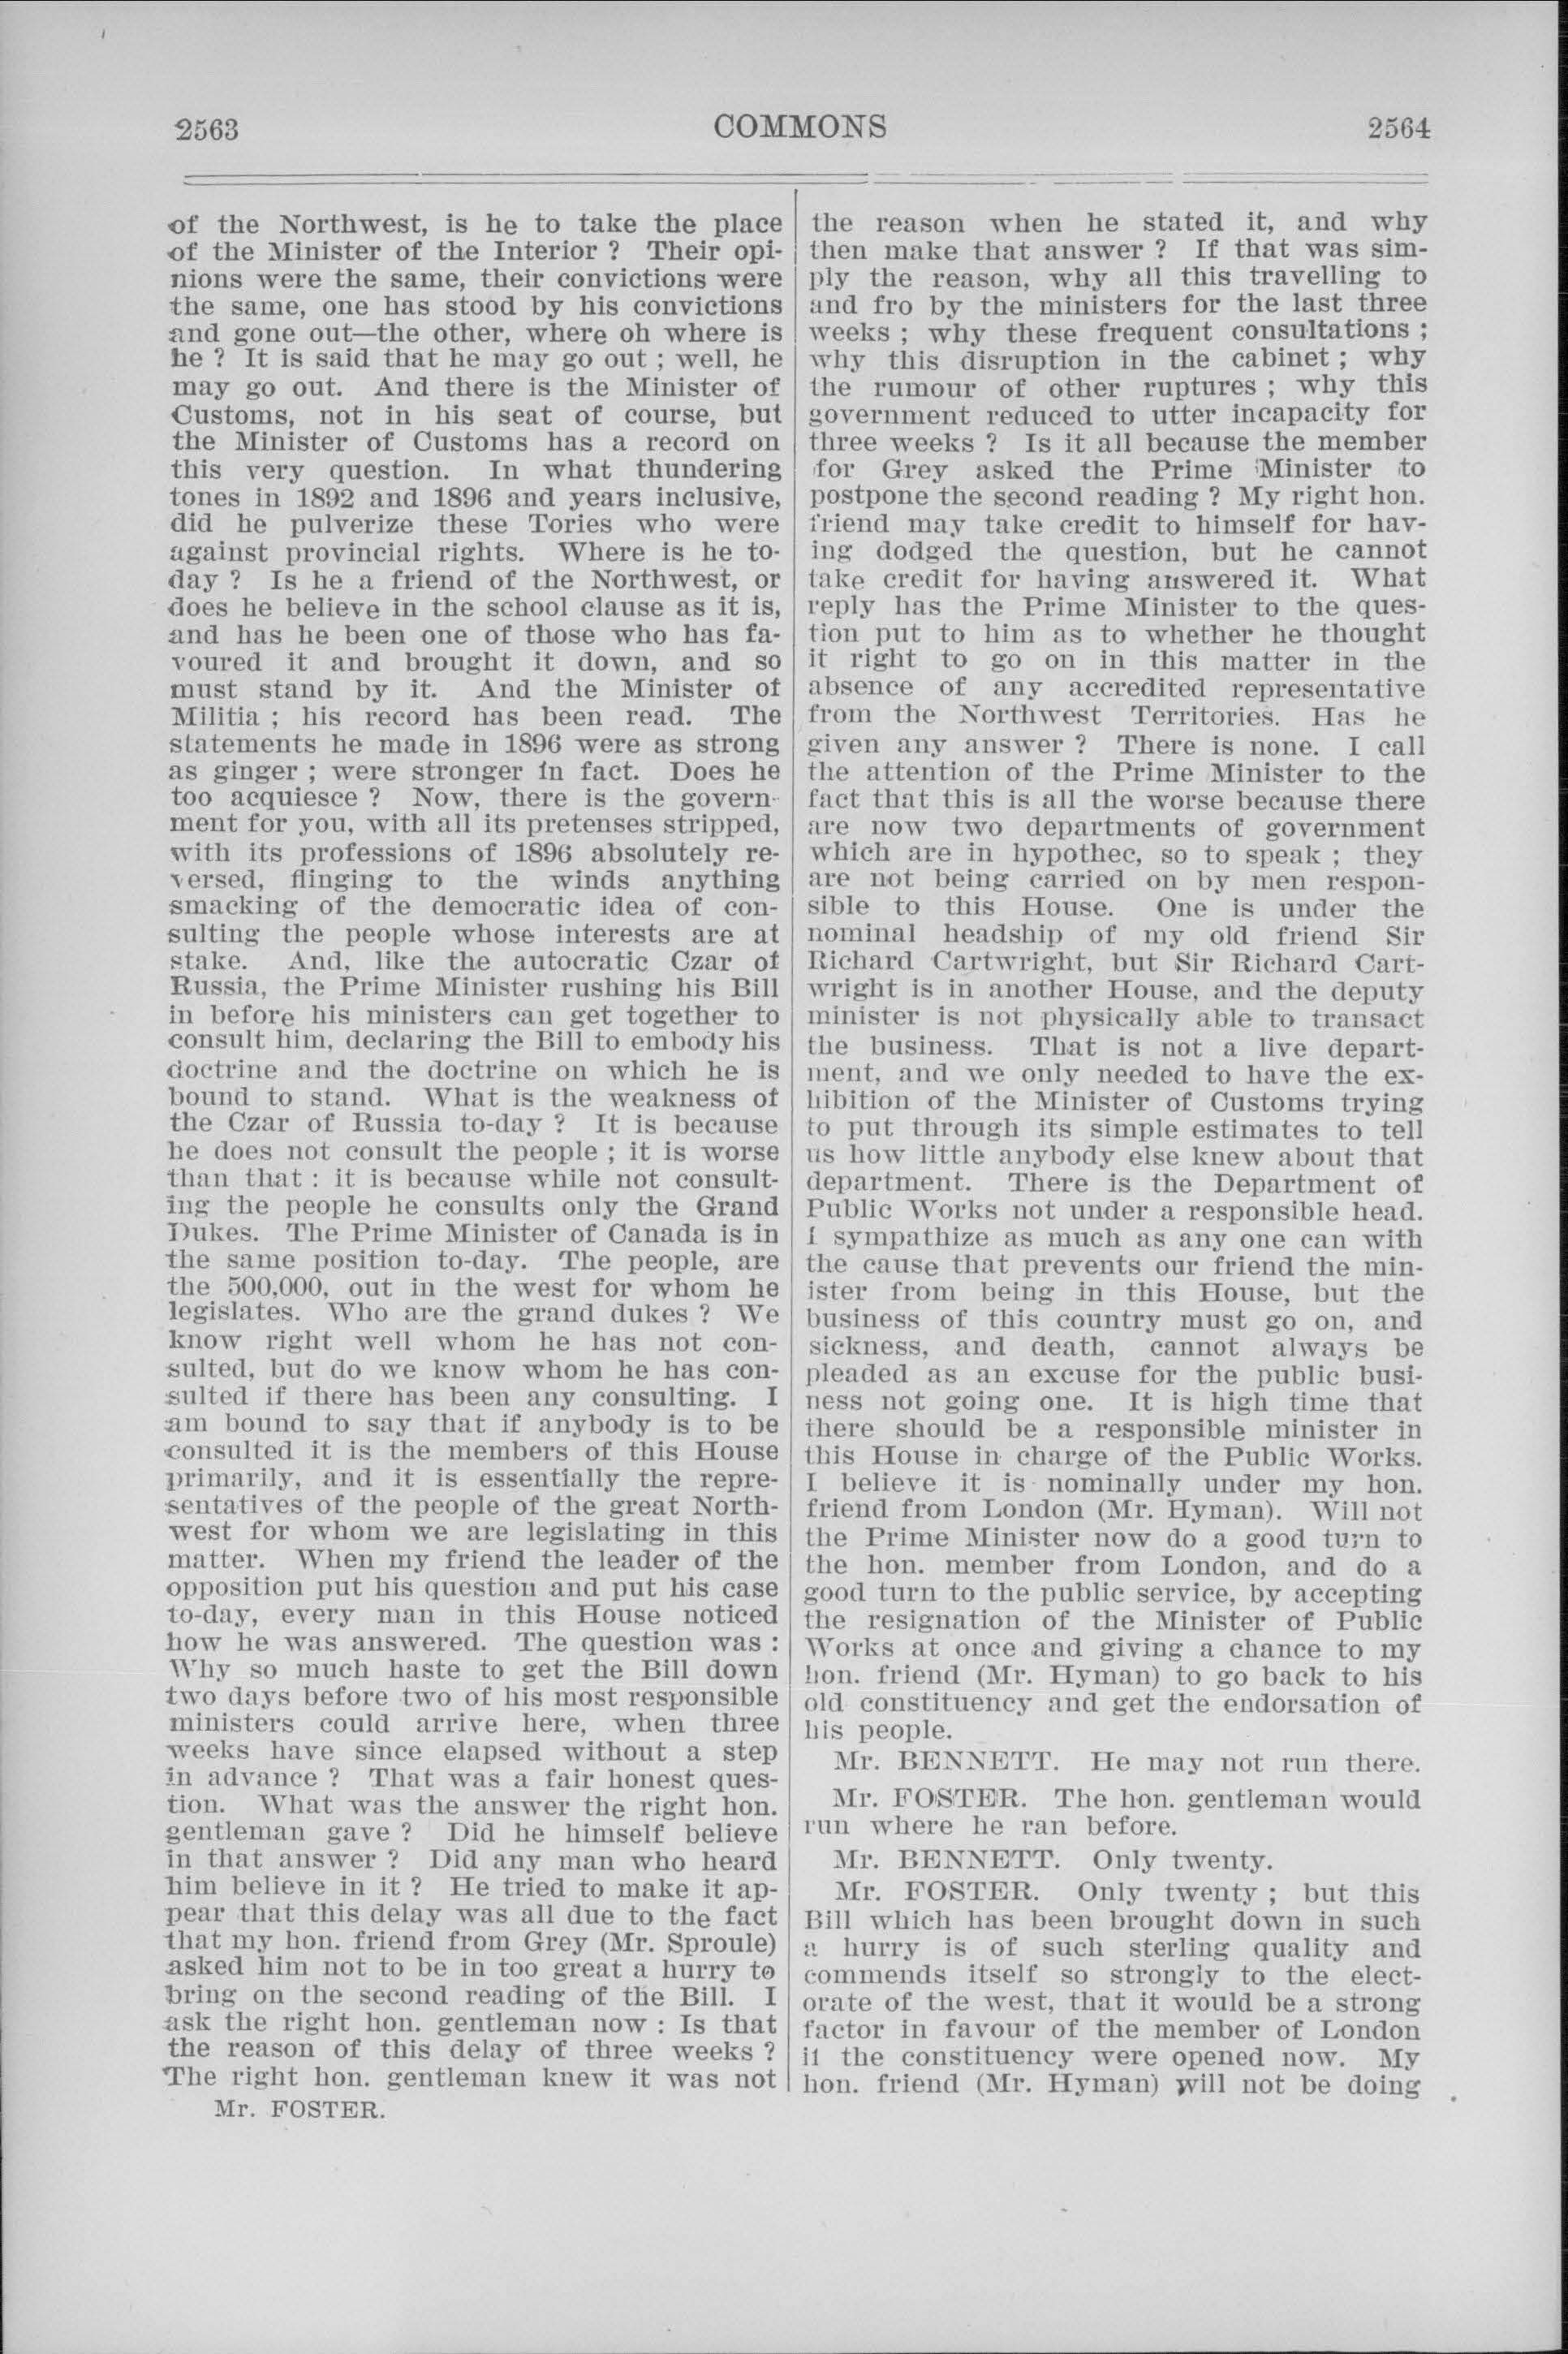 2563 COMMONS 2564
of the Northwest, is he to take the place
of the Minister of the Interior ? Their opi-
nions were the same, their convictions were
the same, one has stood by his convictions
and gone out—the other, where oh where is
he ? It is said that he may go out ; well, he
may go out. And there is the Minister of
Customs, not in his seat of course, but
the Minister of Customs has a record on
this very question. In what thundering
tones in 1892 and 1896 and years inclusive,
did he pulverize these Tories who were
against provincial rights. Where is he to-
day ? Is he a friend of the Northwest, or
does he believe in the school clause as it is,
and has he been one of those who has fa-
voured it and brought it down, and so
must stand by it. And the Minister of
Militia ; his record has been read. The
statements he made in 1896 were as strong
as ginger ; were stronger in fact. Does he
too acquiesce ? Now, there is the govern-
ment for you, with all its pretenses stripped,
with its professions of 1896 absolutely re-
versed, flinging to the winds anything
smacking of the democratic idea of con-
sulting the people whose interests are at
stake. And, like the autocratic Czar of
Russia, the Prime Minister rushing his Bill
in before his ministers can get together to
consult him, declaring the Bill to embody his
doctrine and the doctrine on which he is
bound to stand. What is the weakness of
the Czar of Russia to-day ? It is because
he does not consult the people ; it is worse
than that : it is because while not consult-
ing the people he consults only the Grand
Dukes. The Prime Minister of Canada is in
the same position to-day. The people, are
the 500,000, out in the west for whom he
legislates. Who are the grand dukes ? We
know right well whom he has not con-
sulted, but do we know whom he has con-
sulted if there has been any consulting. I
am bound to say that if anybody is to be
consulted it is the members of this House
primarily, and it is essentially the repre-
sentatives of the people of the great North-
west for whom we are legislating in this
matter. When my friend the leader of the
opposition put his question and put his case
to-day, every man in this House noticed
how he was answered. The question was :
Why so much haste to get the Bill down
two days before two of his most responsible
ministers could arrive here, when three
weeks have since elapsed without a step
in advance ? That was a fair honest ques-
tion. What was the answer the right hon.
gentleman gave ? Did he himself believe
in that answer ? Did any man who heard
him believe in it ? He tried to make it ap-
pear that this delay was all due to the fact
that my hon. friend from Grey (Mr. Sproule)
asked him not to be in too great a hurry to
bring on the second reading of the Bill. I
ask the right hon. gentleman now : Is that
the reason of this delay of three weeks ?
The right hon. gentleman knew it was not
Mr. FOSTER.
the reason when he stated it, and why
then make that answer ? If that was sim-
ply the reason, why all this travelling to
and fro by the ministers for the last three
weeks ; why these frequent consultations ;
why this disruption in the cabinet ; why
the rumour of other ruptures ; why this
government reduced to utter incapacity for
three weeks ? Is it all because the member
for Grey asked the Prime Minister to
postpone the second reading ? My right hon.
friend may take credit to himself for hav-
ing dodged the question, but he cannot
take credit for having answered it. What
reply has the Prime Minister to the ques-
tion put to him as to whether he thought
it right to go on in this matter in the
absence of any accredited representative
from the Northwest Territories. Has he
given any answer ? There is none. I call
the attention of the Prime Minister to the
fact that this is all the worse because there
are now two departments of government
which are in hypothec, so to speak ; they
are not being carried on by men respon-
sible to this House. One is under the
nominal headship of my old friend Sir
Richard Cartwright, but Sir Richard Cart-
wright is in another House, and the deputy
minister is not physically able to transact
the business. That is not a live depart-
ment, and we only needed to have the ex-
hibition of the Minister of Customs trying
to put through its simple estimates to tell
us how little anybody else knew about that
department. There is the Department of
Public Works not under a responsible head.
I sympathize as much as any one can with
the cause that prevents our friend the min-
ister from being in this House, but the
business of this country must go on, and
sickness, and death, cannot always be
pleaded as an excuse for the public busi-
ness not going one. It is high time that
there should be a responsible minister in
this House in charge of the Public Works.
I believe it is nominally under my hon.
friend from London (Mr. Hyman). Will not
the Prime Minister now do a good turn to
the hon. member from London, and do a
good turn to the public service, by accepting
the resignation of the Minister of Public
Works at once and giving a chance to my
hon. friend (Mr. Hyman) to go back to his
old constituency and get the endorsation of
his people.
Mr. BENNETT. He may not run there.
Mr. FOSTER. The hon. gentleman would
run where he ran before.
Mr. BENNETT. Only twenty.
Mr. FOSTER. Only twenty ; but this
Bill which has been brought down in such
a hurry is of such sterling quality and
commends itself so strongly to the elect-
orate of the west, that it would be a strong
factor in favour of the member of London
if the constituency were opened now. My
hon. friend (Mr. Hyman) will not be doing